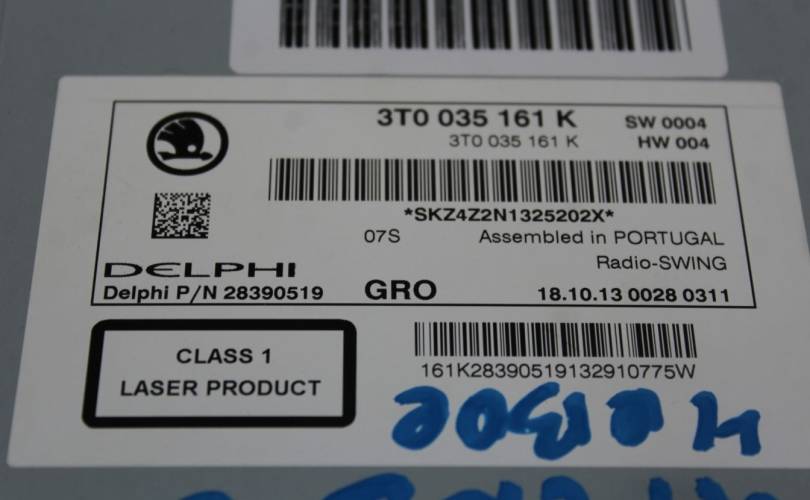 3T0 035 161 K SW 0004
3T0 035 161 K HW 004
*SKZ4Z2N1325202X*
07S Assembled in PORTUGAL
Radio-SWING
DELPHI
Delphi P/N 28390519 GRO 18.10.13 0028 0311
CLASS 1
LASER PRODUCT
161K28390519132910775W